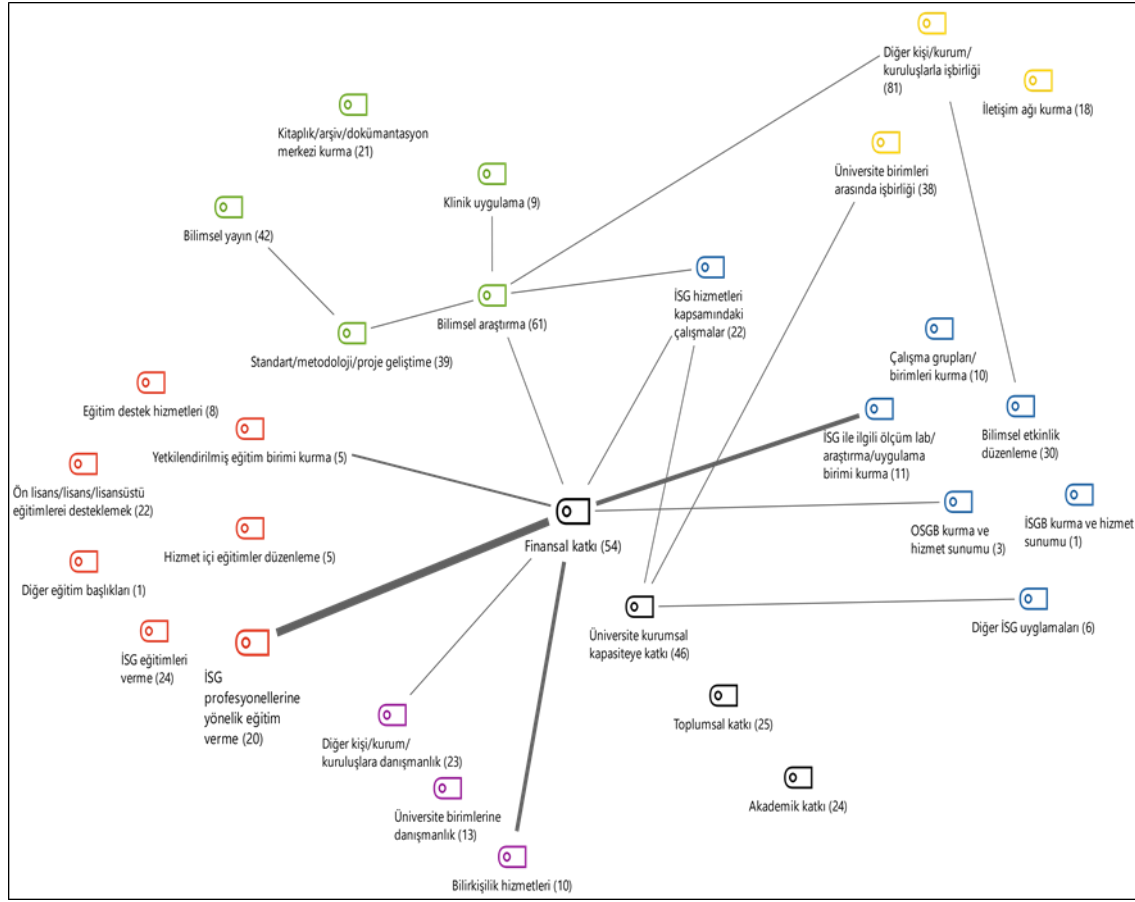 Diğer kişi/kurum/
kuruluşlarla işbirliği
(81)
İletişim ağı kurma (18)
Kitaplık/arşiv/dokümantasyon
merkezi kurma (21)
Üniversite birimleri
arasında işbirliği (38)
Klinik uygulama (9)
Bilimsel yayın (42)
İSG hizmetleri
kapsamındaki
çalışmalar (22)
Bilimsel araştırma (61)
Standart/metodoloji/proje geliştime (39)
Çalışma grupları/
birimleri kurma (10)
Eğitim destek hizmetleri (8)
Yetkilendirilmiş eğitim birimi kurma (5)
İSG ile ilgili ölçüm lab/
araştırma/uygulama
birimi kurma (11)
Bilimsel etkinlik
düzenleme (30)
Ön lisans/lisans/lisansüstü
eğitimlerei desteklemek (22)
Hizmet içi eğitimler düzenleme (5)
Finansal katkı (54)
OSGB kurma ve
hizmet sunumu (3)
İSGB kurma ve hizmet
sunumu (1)
Diğer eğitim başlıkları (1)
Üniversite kurumsal
kapasiteye katkı (46)
Diğer İSG uyglamaları (6)
İSG eğitimleri
verme (24)
İSG
profesyonellerine
yönelik eğitim
verme (20)
Toplumsal katkı (25)
Diğer kişi/kurum/
kuruluşlara danışmanlık (23)
Akademik katkı (24)
Üniversite birimlerine
danışmanlık (13)
Bilirkişilik hizmetleri (10)